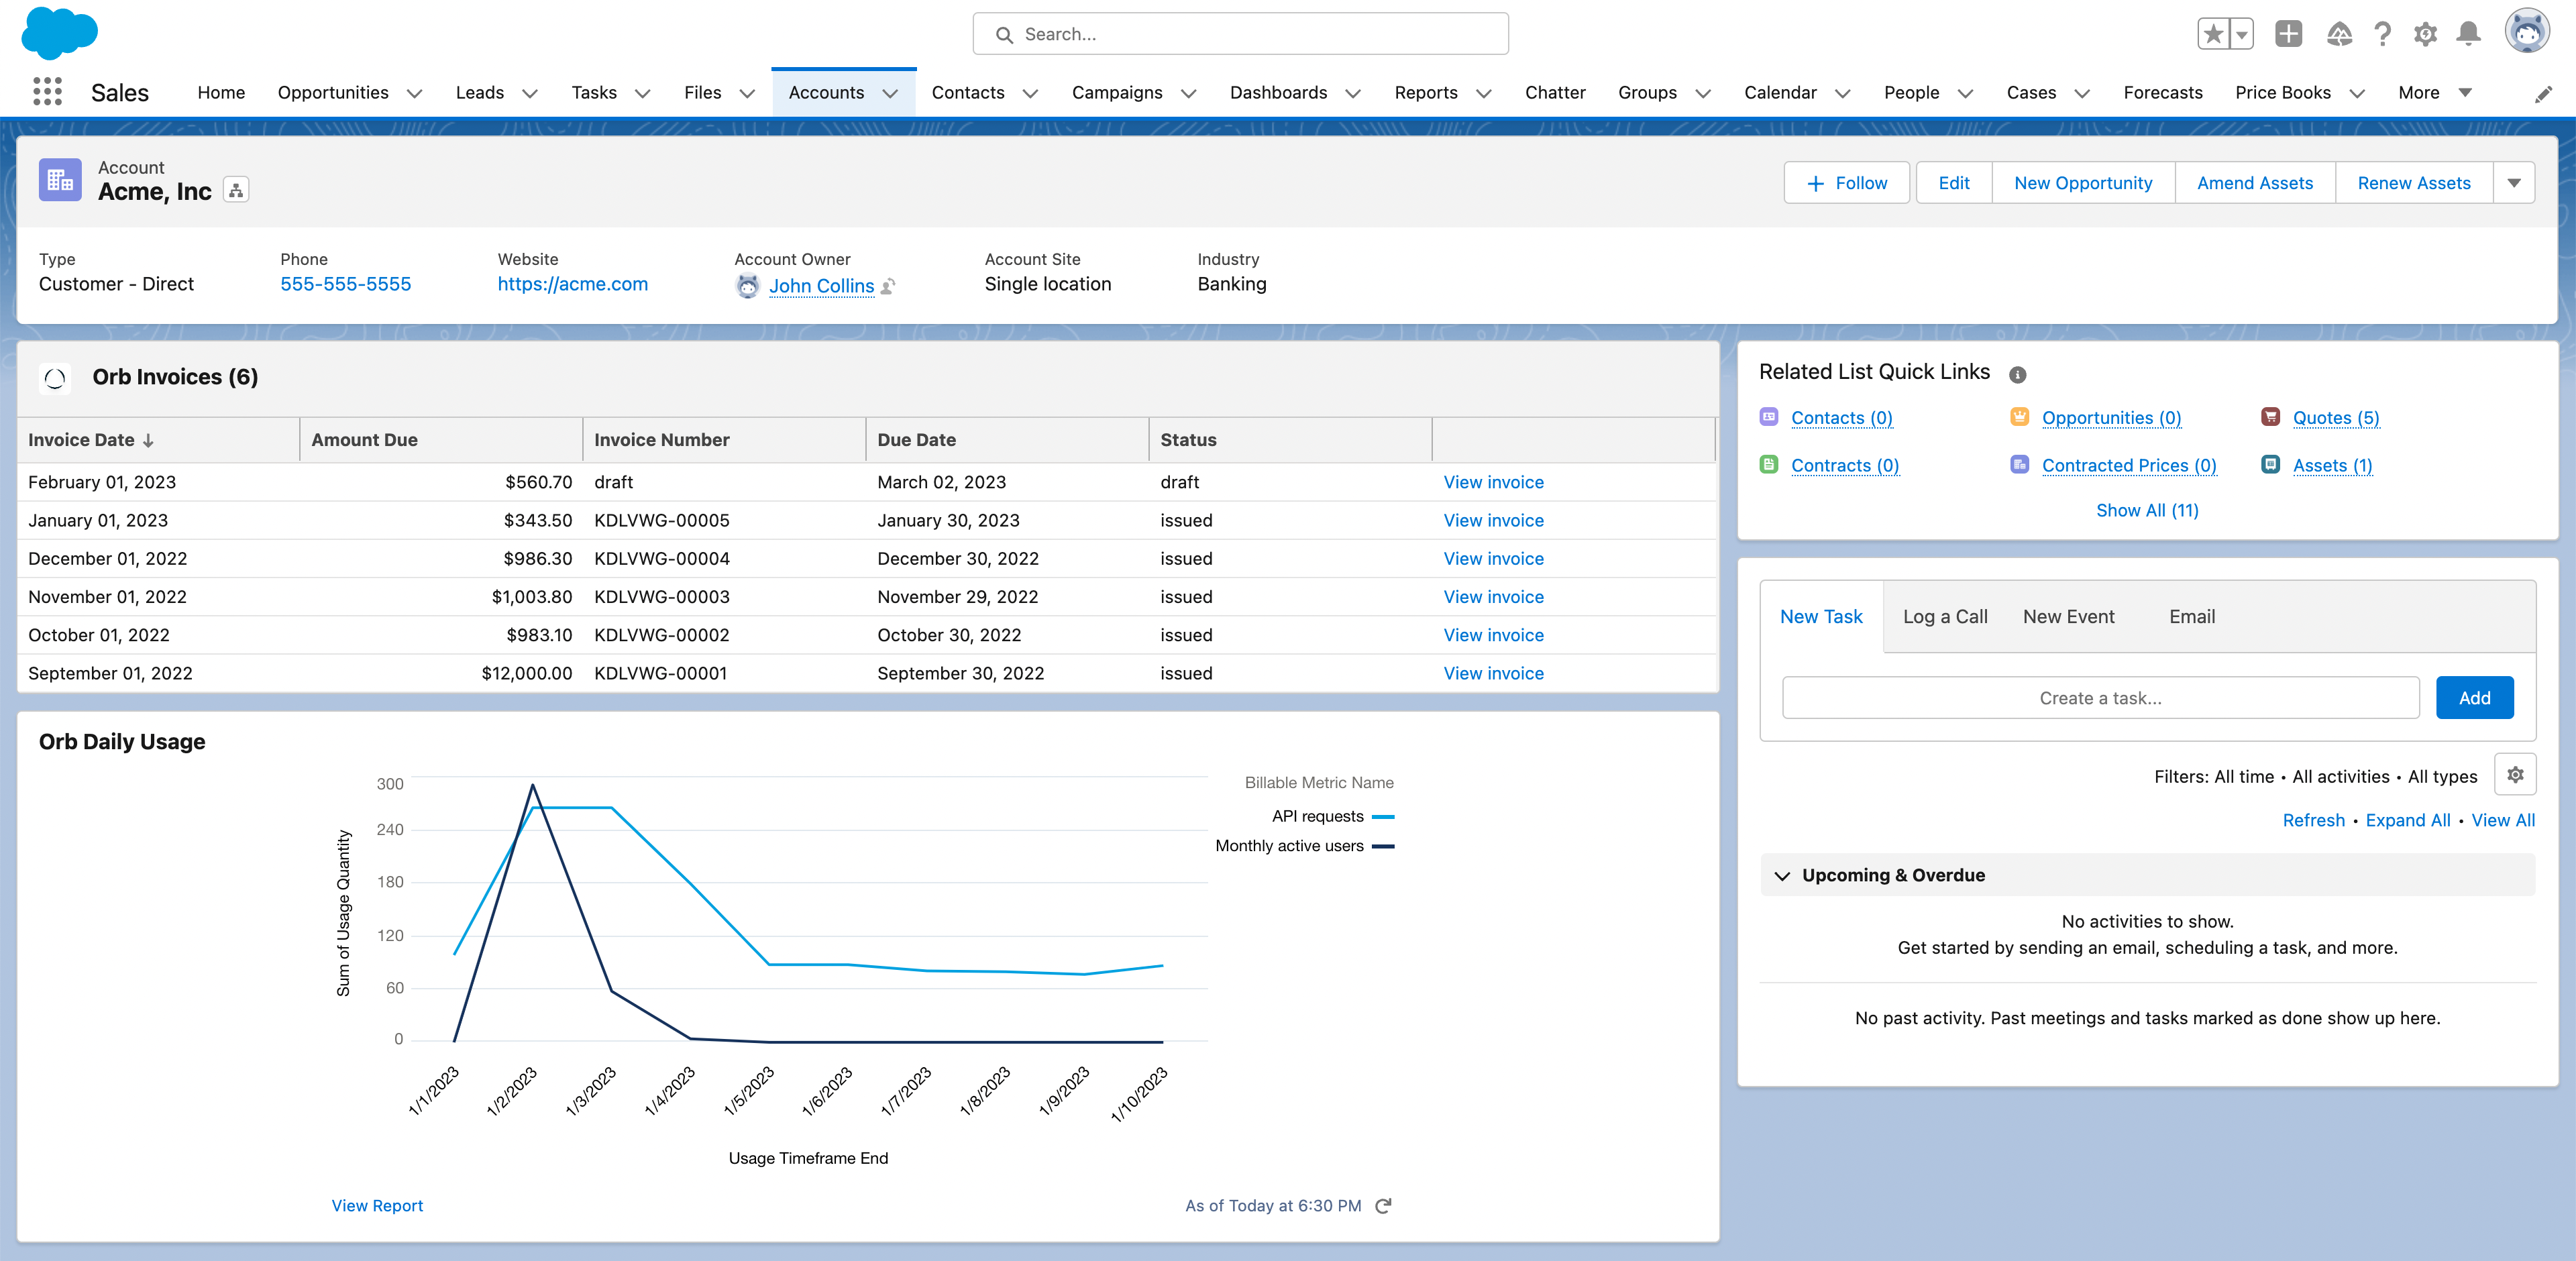 Search...
Sales Home Opportunities Leads Tasks Files Accounts Contacts Campaigns Dashboards Reports Chatter Groups Calendar People Cases Forecasts Price Books More
Account
Acme, Inc
Follow Edit New Opportunity Amend Assets Renew Assets
Type Phone Website Account Owner Account Site Industry
Customer - Direct 555-555-5555 https://acme.com John Collins Single location Banking
Orb Invoices (6)
Invoice Date Amount Due Invoice Number Due Date Status
February 01, 2023 $560.70 draft March 02, 2023 draft View invoice
January 01, 2023 $343.50 KDLVWG-00005 January 30, 2023 issued View invoice
December 01, 2022 $986.30 KDLVWG-00004 December 30, 2022 issued View invoice
November 01, 2022 $1,003.80 KDLVWG-00003 November 29, 2022 issued View invoice
October 01, 2022 $983.10 KDLVWG-00002 October 30, 2022 issued View invoice
September 01, 2022 $12,000.00 KDLVWG-00001 September 30, 2022 issued View invoice
Orb Daily Usage
300
240
180
120
60
0
Sum of Usage Quantity
1/1/2023 1/2/2023 1/3/2023 1/4/2023 1/5/2023 1/6/2023 1/7/2023 1/8/2023 1/9/2023 1/10/2023
Usage Timeframe End
Billable Metric Name
API requests
Monthly active users
View Report As of Today at 6:30 PM
Related List Quick Links
Contacts (0) Opportunities (0) Quotes (5)
Contracts (0) Contracted Prices (0) Assets (1)
Show All (11)
New Task Log a Call New Event Email
Create a task... Add
Filters: All time • All activities • All types
Refresh • Expand All • View All
Upcoming & Overdue
No activities to show.
Get started by sending an email, scheduling a task, and more.
No past activity. Past meetings and tasks marked as done show up here.